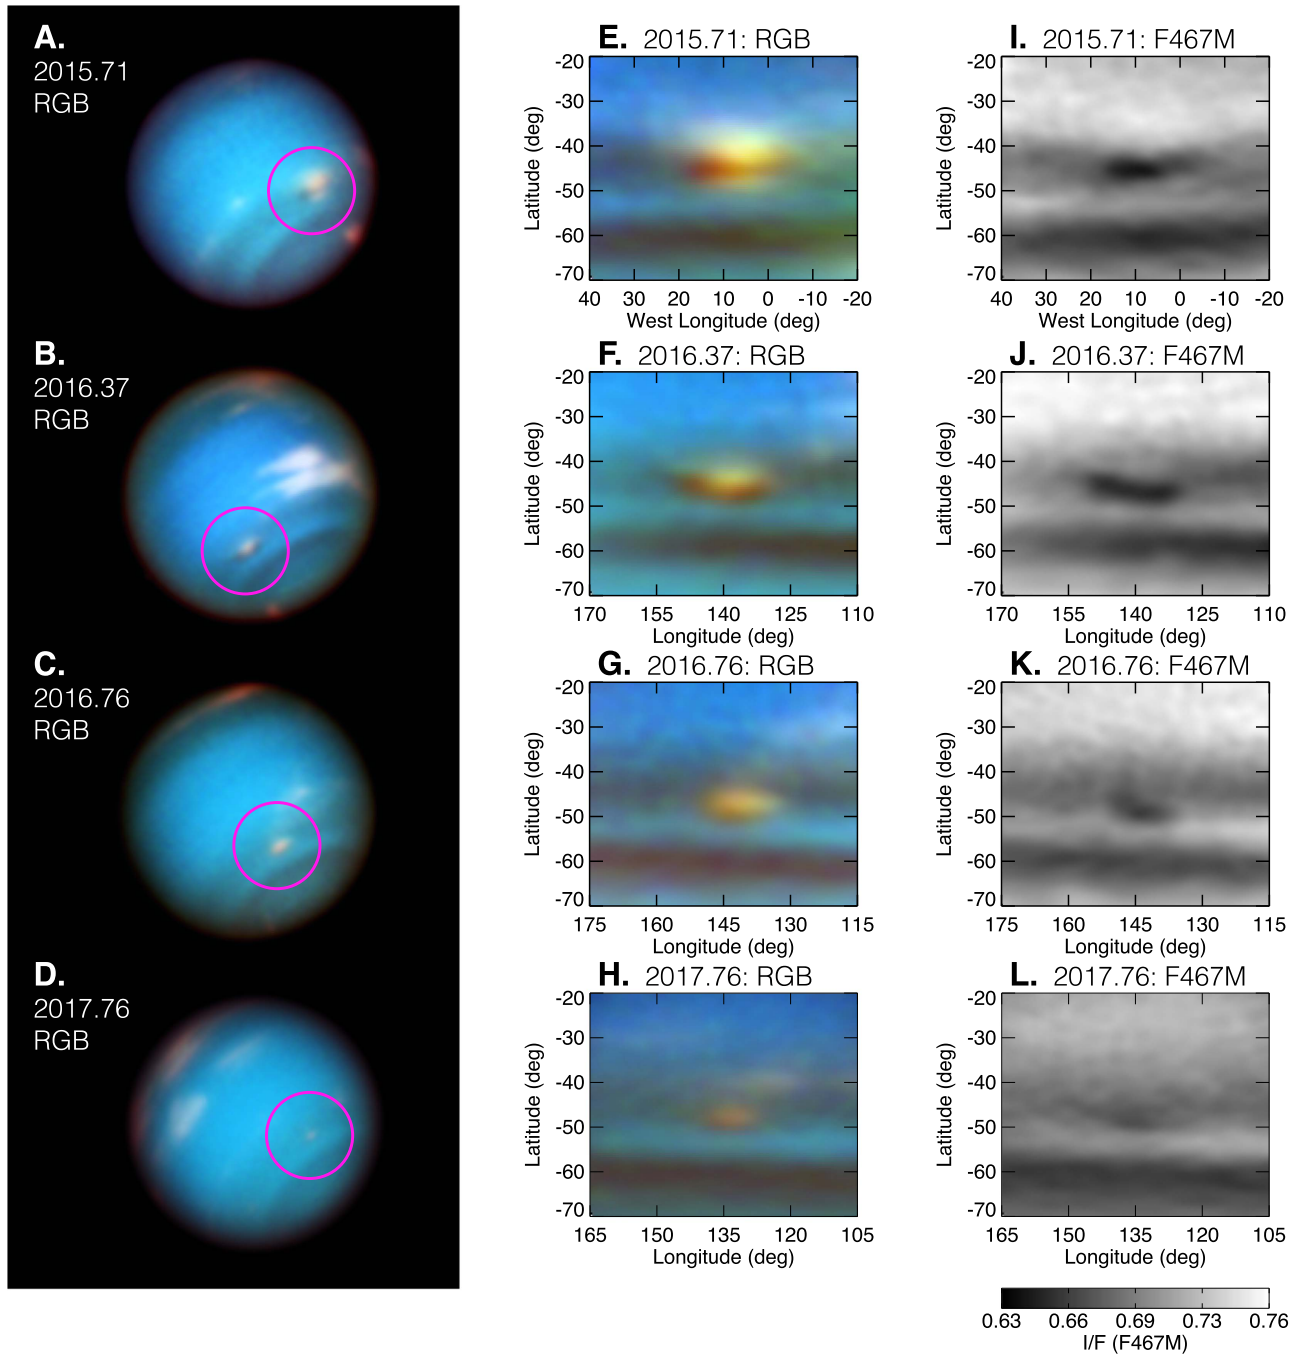 A.
2015.71
RGB
B.
2016.37
RGB
C.
2016.76
RGB
D.
2017.76
RGB
E. 2015.71: RGB
-20
-30
-40
-50
-60
-70
Latitude (deg)
40 30 20 10 0 -10 -20
West Longitude (deg)
I. 2015.71: F467M
-20
-30
-40
-50
-60
-70
Latitude (deg)
40 30 20 10 0 -10 -20
West Longitude (deg)
F. 2016.37: RGB
-20
-30
-40
-50
-60
-70
Latitude (deg)
170 155 140 125 110
Longitude (deg)
J. 2016.37: F467M
-20
-30
-40
-50
-60
-70
Latitude (deg)
170 155 140 125 110
Longitude (deg)
G. 2016.76: RGB
-20
-30
-40
-50
-60
-70
Latitude (deg)
175 160 145 130 115
Longitude (deg)
K. 2016.76: F467M
-20
-30
-40
-50
-60
-70
Latitude (deg)
175 160 145 130 115
Longitude (deg)
H. 2017.76: RGB
-20
-30
-40
-50
-60
-70
Latitude (deg)
165 150 135 120 105
Longitude (deg)
L. 2017.76: F467M
-20
-30
-40
-50
-60
-70
Latitude (deg)
165 150 135 120 105
Longitude (deg)
0.63 0.66 0.69 0.73 0.76
I/F (F467M)